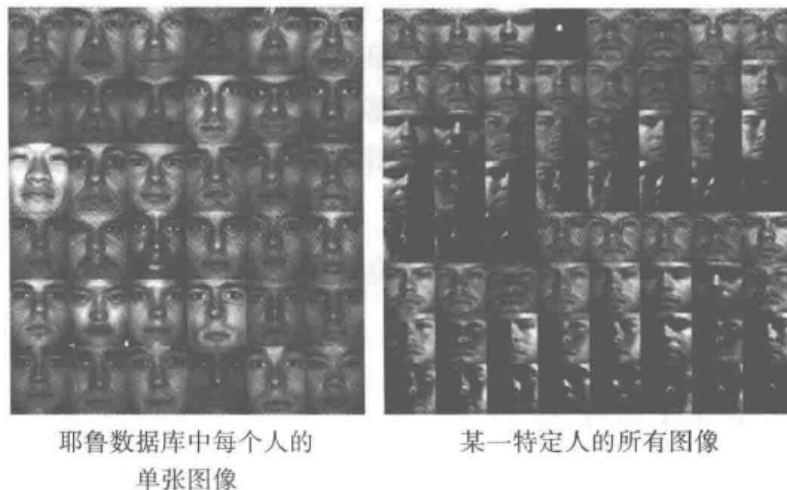 耶鲁数据库中每个人的
单张图像
某一特定人的所有图像